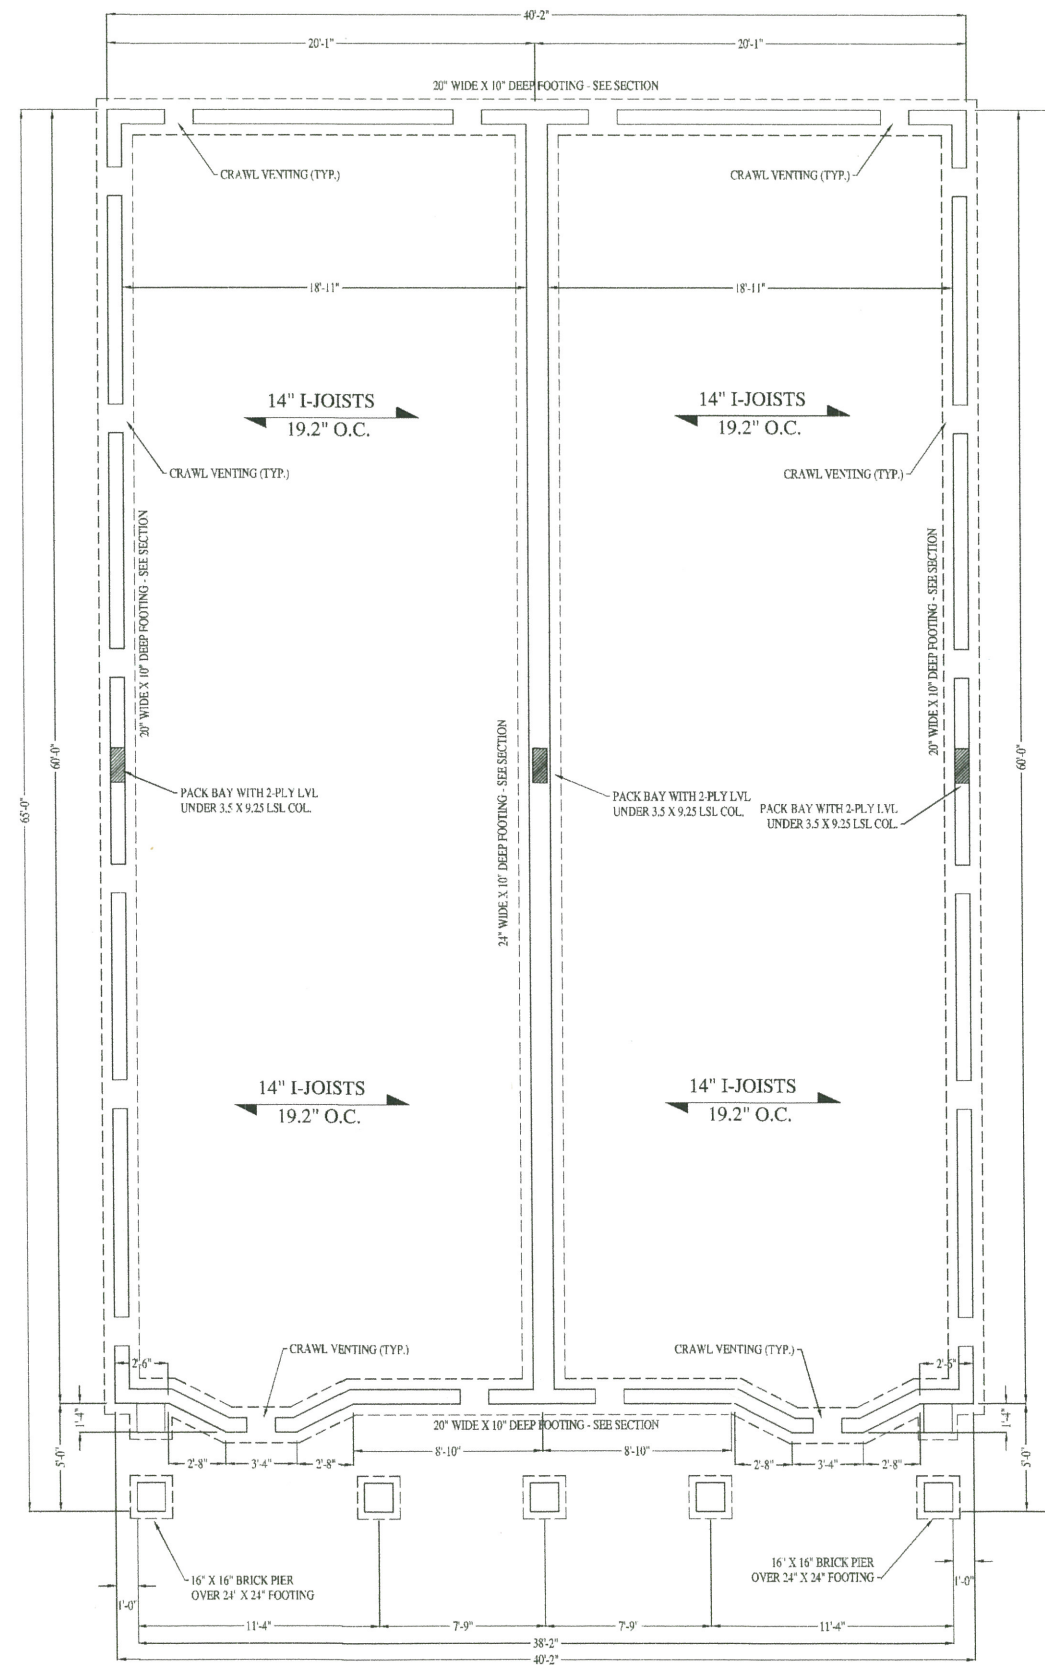 40'-2"
20'-1" 20'-1"
20" WIDE X 10" DEEP FOOTING - SEE SECTION
CRAWL VENTING (TYP.)
CRAWL VENTING (TYP.)
18'-11" 18'-11"
14" I-JOISTS
19.2" O.C.
14" I-JOISTS
19.2" O.C.
CRAWL VENTING (TYP.)
CRAWL VENTING (TYP.)
20" WIDE X 10" DEEP FOOTING - SEE SECTION
20" WIDE X 10" DEEP FOOTING - SEE SECTION
24" WIDE X 10" DEEP FOOTING - SEE SECTION
65'-0"
60'-0"
60'-0"
PACK BAY WITH 2-PLY LVL
UNDER 3.5 X 9.25 LSL COL.
PACK BAY WITH 2-PLY LVL
UNDER 3.5 X 9.25 LSL COL.
PACK BAY WITH 2-PLY LVL
UNDER 3.5 X 9.25 LSL COL.
14" I-JOISTS
19.2" O.C.
14" I-JOISTS
19.2" O.C.
CRAWL VENTING (TYP.)
CRAWL VENTING (TYP.)
2'-6" 2'-6"
1'-4" 1'-4"
20" WIDE X 10" DEEP FOOTING - SEE SECTION
8'-10" 8'-10"
5'-0" 5'-0"
2'-8" 3'-4" 2'-8" 2'-8" 3'-4" 2'-8"
16" X 16" BRICK PIER
OVER 24' X 24" FOOTING
16' X 16" BRICK PIER
OVER 24" X 24" FOOTING
1'-0" 1'-0"
11'-4" 7'-9" 7'-9" 11'-4"
38'-2"
40'-2"